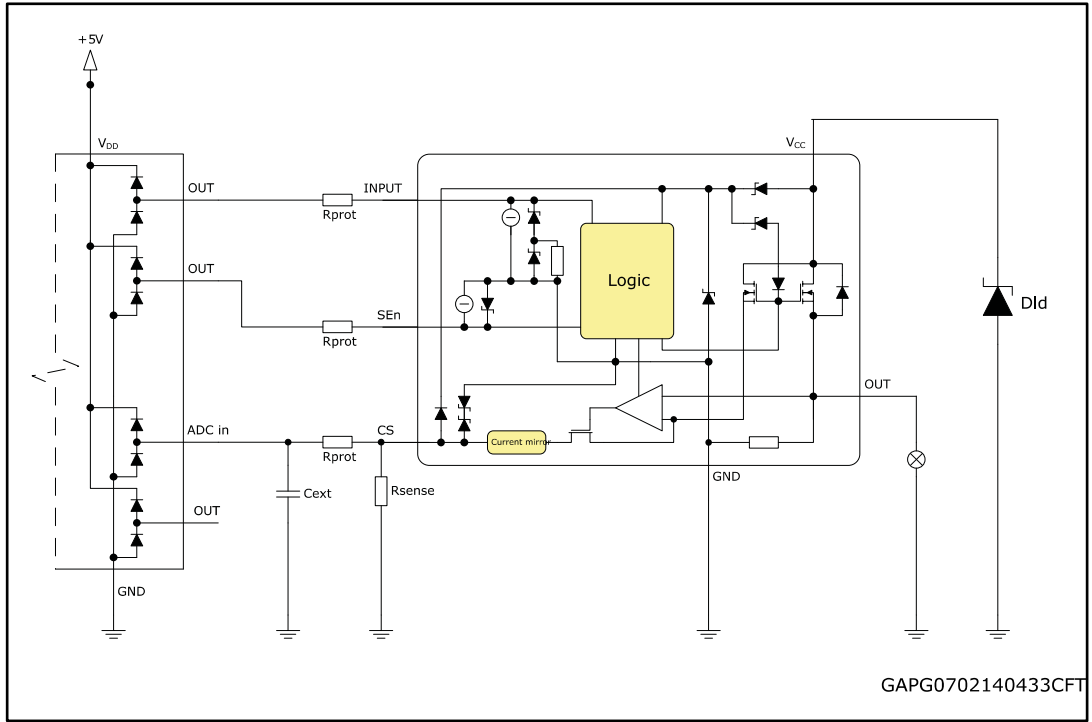 +5V
VDD
VCC
OUT
Rprot
INPUT
OUT
Logic
Dld
SEn
Rprot
OUT
ADC in
Rprot
CS
Current mirror
Cext
Rsense
GND
OUT
GND
GAPG0702140433CFT